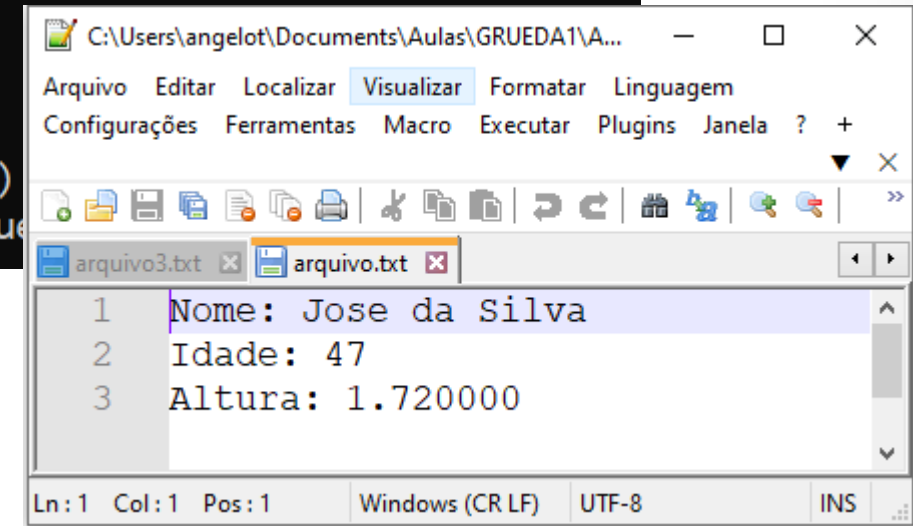 C:\Users\angelot\Documents\Aulas\GRUEDA1\A...
Arquivo Editar Localizar Visualizar Formatar Linguagem
Configurações Ferramentas Macro Executar Plugins Janela ? +
)
ue
arquivo3.txt arquivo.txt
1 Nome: Jose da Silva
2 Idade: 47
3 Altura: 1.720000
Ln:1 Col:1 Pos:1 Windows (CR LF) UTF-8 INS